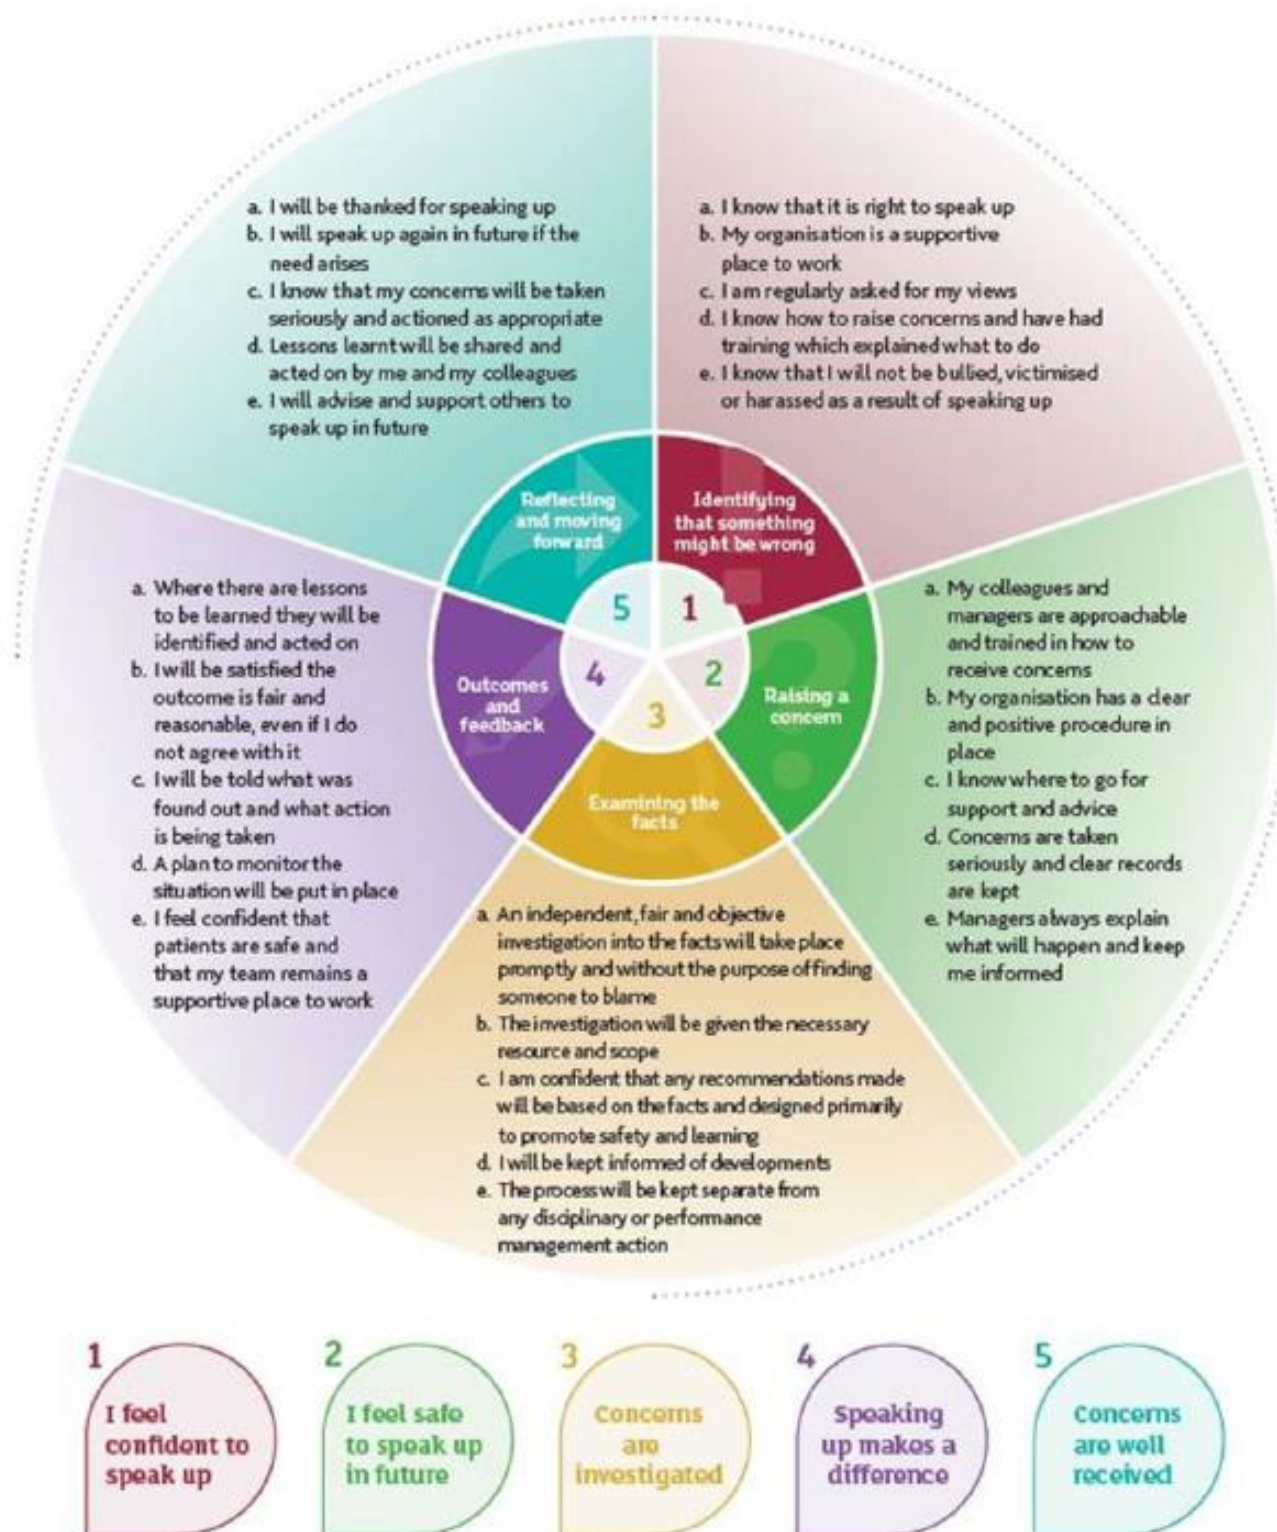 a. I will be thanked for speaking up
b. I will speak up again in future if the
need arises
c. I know that my concerns will be taken
seriously and actioned as appropriate
d. Lessons learnt will be shared and
acted on by me and my colleagues
e. I will advise and support others to
speak up in future
a. I know that it is right to speak up
b. My organisation is a supportive
place to work
c. I am regularly asked for my views
d. I know how to raise concerns and have had
training which explained what to do
e. I know that I will not be bullied, victimised
or harassed as a result of speaking up
Reflecting
and moving
forward
Identifying
that something
might be wrong
5
1
4
2
3
Outcomes
and
feedback
Raising a
concern
Examining the
facts
a. Where there are lessons
to be learned they will be
identified and acted on
b. I will be satisfied the
outcome is fair and
reasonable, even if I do
not agree with it
c. I will be told what was
found out and what action
is being taken
d. A plan to monitor the
situation will be put in place
e. I feel confident that
patients are safe and
that my team remains a
supportive place to work
a. My colleagues and
managers are approachable
and trained in how to
receive concerns
b. My organisation has a clear
and positive procedure in
place
c. I know where to go for
support and advice
d. Concerns are taken
seriously and clear records
are kept
e. Managers always explain
what will happen and keep
me informed
a. An independent, fair and objective
investigation into the facts will take place
promptly and without the purpose of finding
someone to blame
b. The investigation will be given the necessary
resource and scope
c. I am confident that any recommendations made
will be based on the facts and designed primarily
to promote safety and learning
d. I will be kept informed of developments
e. The process will be kept separate from
any disciplinary or performance
management action
1
I feel
confident to
speak up
2
I feel safe
to speak up
in future
3
Concerns
are
investigated
4
Speaking
up makes a
difference
5
Concerns
are well
received